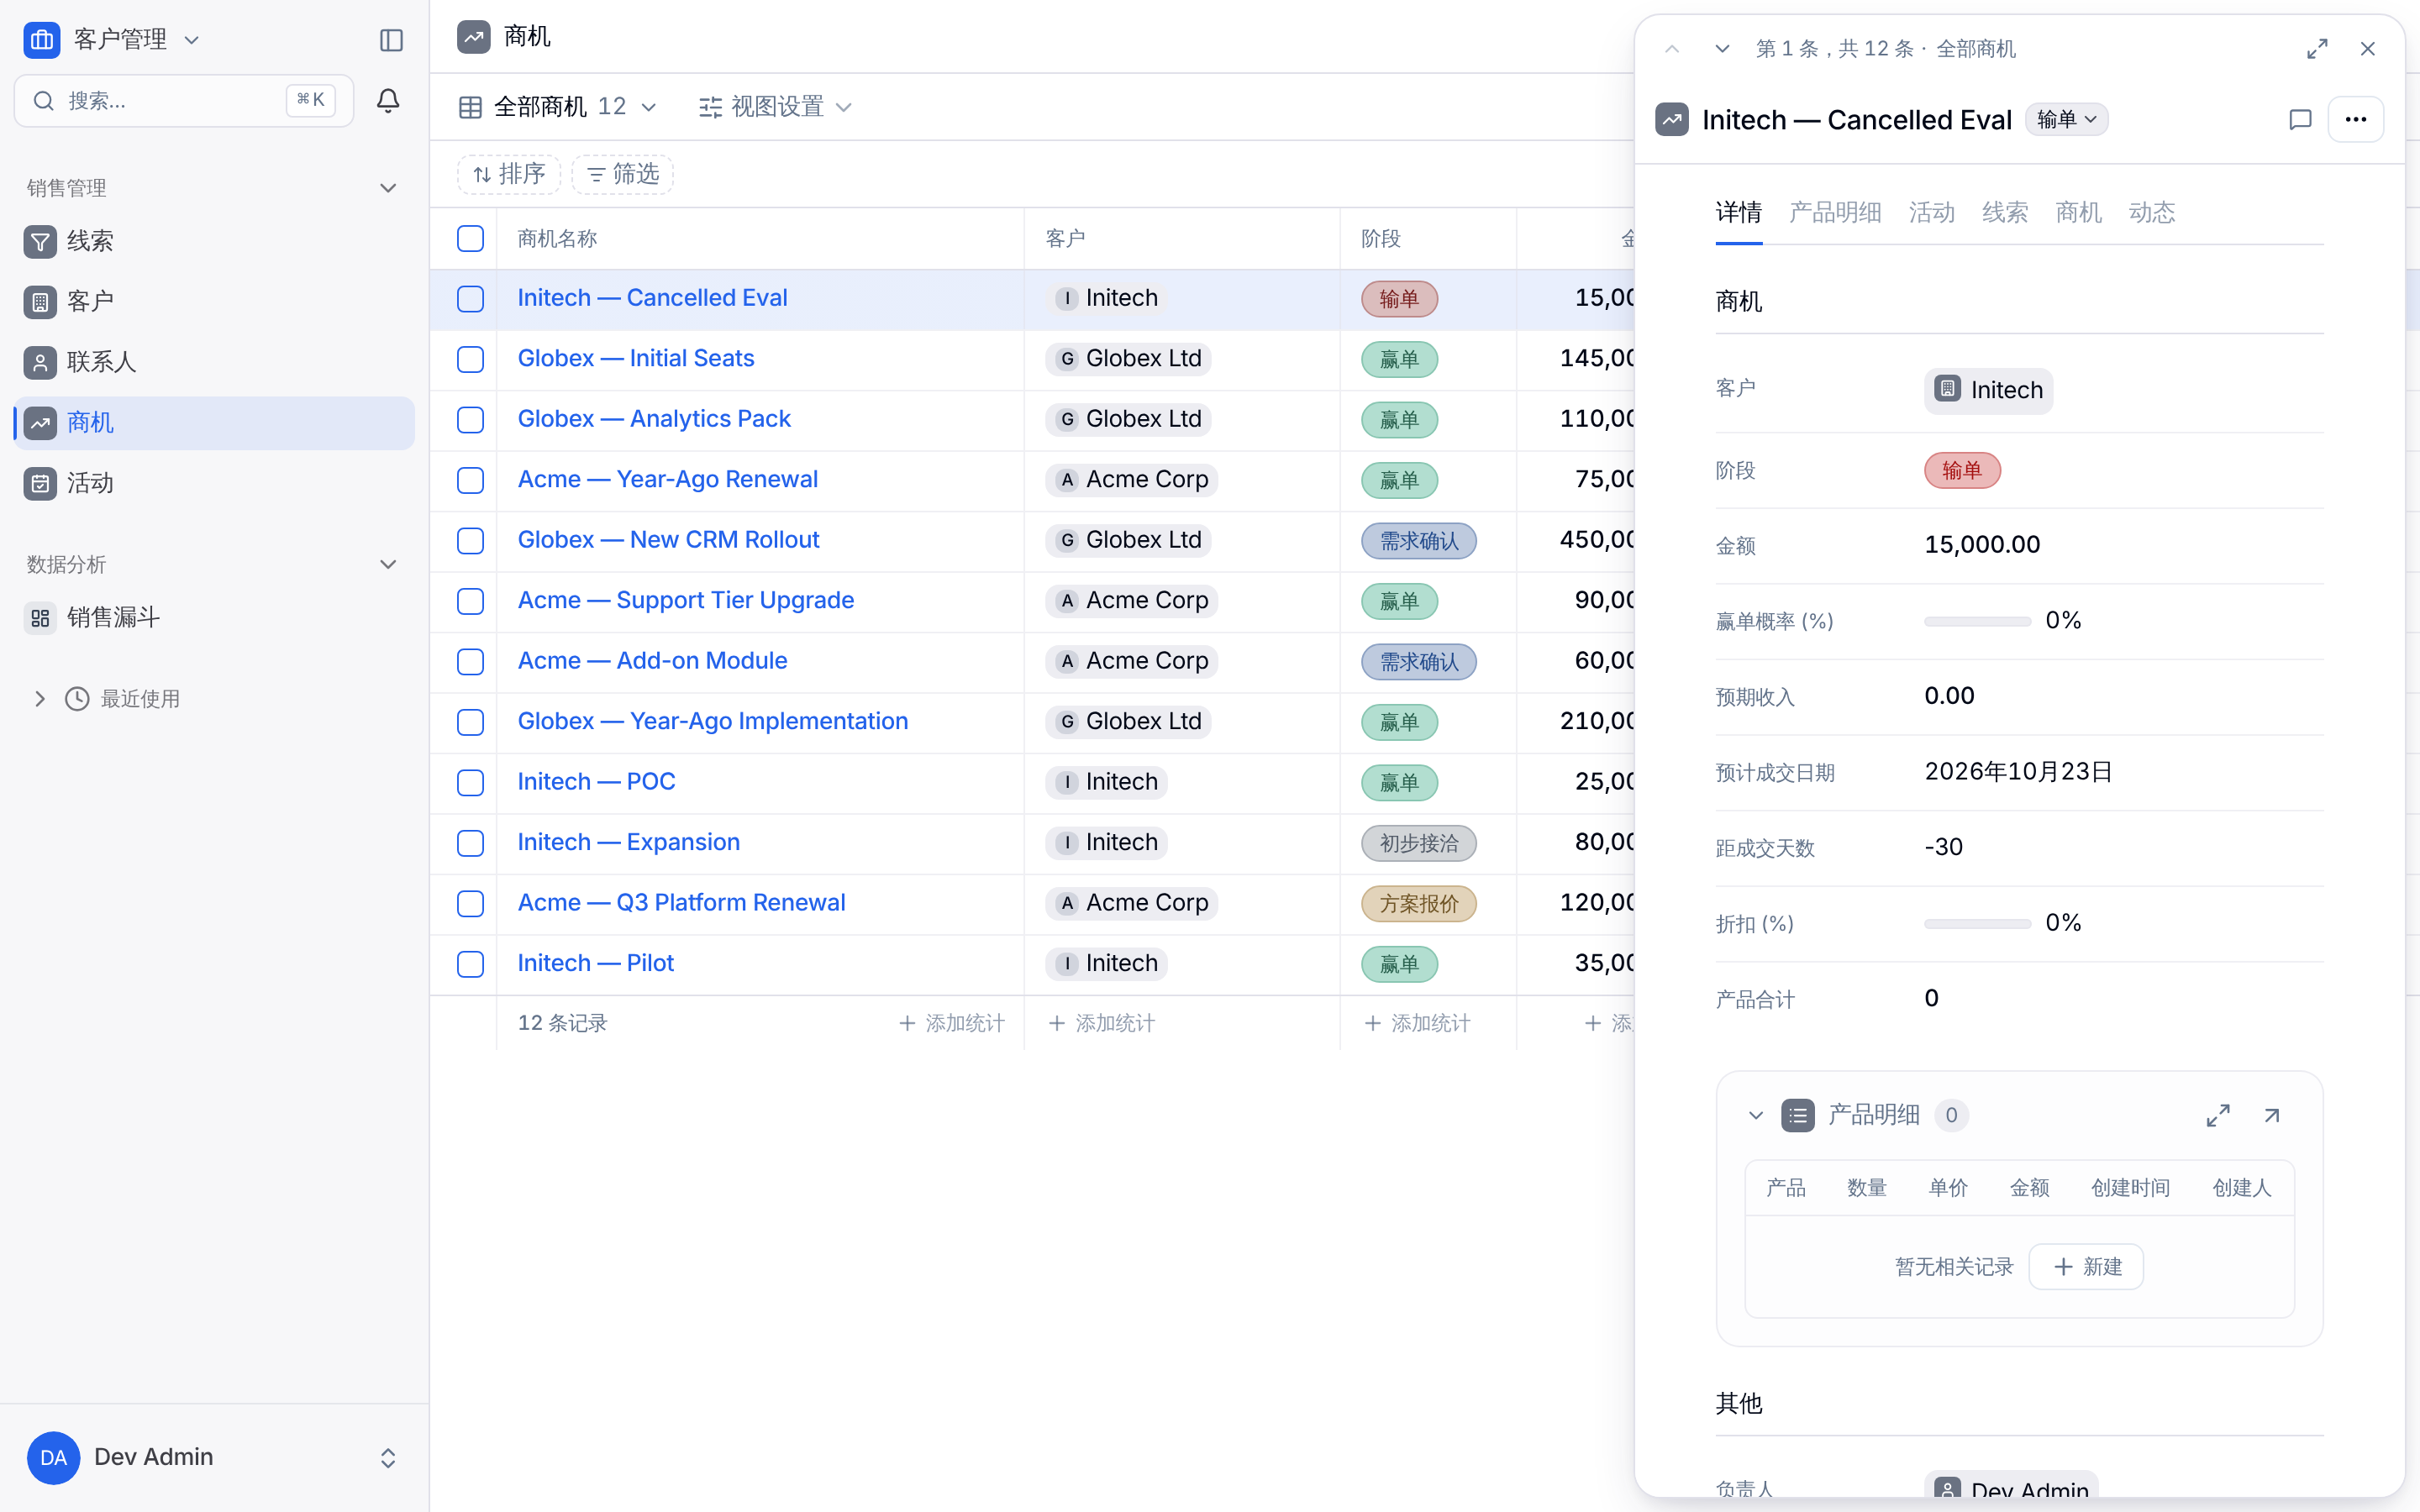 客户管理
搜索... ⌘K
销售管理
线索
客户
联系人
商机
活动
数据分析
销售漏斗
最近使用
DA Dev Admin
商机
全部商机 12 视图设置
排序 筛选
商机名称 客户 阶段
Initech — Cancelled Eval I Initech 输单 15,00
Globex — Initial Seats G Globex Ltd 赢单 145,00
Globex — Analytics Pack G Globex Ltd 赢单 110,00
Acme — Year-Ago Renewal A Acme Corp 赢单 75,00
Globex — New CRM Rollout G Globex Ltd 需求确认 450,00
Acme — Support Tier Upgrade A Acme Corp 赢单 90,00
Acme — Add-on Module A Acme Corp 需求确认 60,00
Globex — Year-Ago Implementation G Globex Ltd 赢单 210,00
Initech — POC I Initech 赢单 25,00
Initech — Expansion I Initech 初步接洽 80,00
Acme — Q3 Platform Renewal A Acme Corp 方案报价 120,00
Initech — Pilot I Initech 赢单 35,00
12 条记录 + 添加统计 + 添加统计 + 添加统计 + 添
第 1 条，共 12 条 · 全部商机
Initech — Cancelled Eval 输单
详情 产品明细 活动 线索 商机 动态
商机
客户 Initech
阶段 输单
金额 15,000.00
赢单概率 (%) 0%
预期收入 0.00
预计成交日期 2026年10月23日
距成交天数 -30
折扣 (%) 0%
产品合计 0
产品明细 0
产品 数量 单价 金额 创建时间 创建人
暂无相关记录 + 新建
其他
负责人 Dev Admin